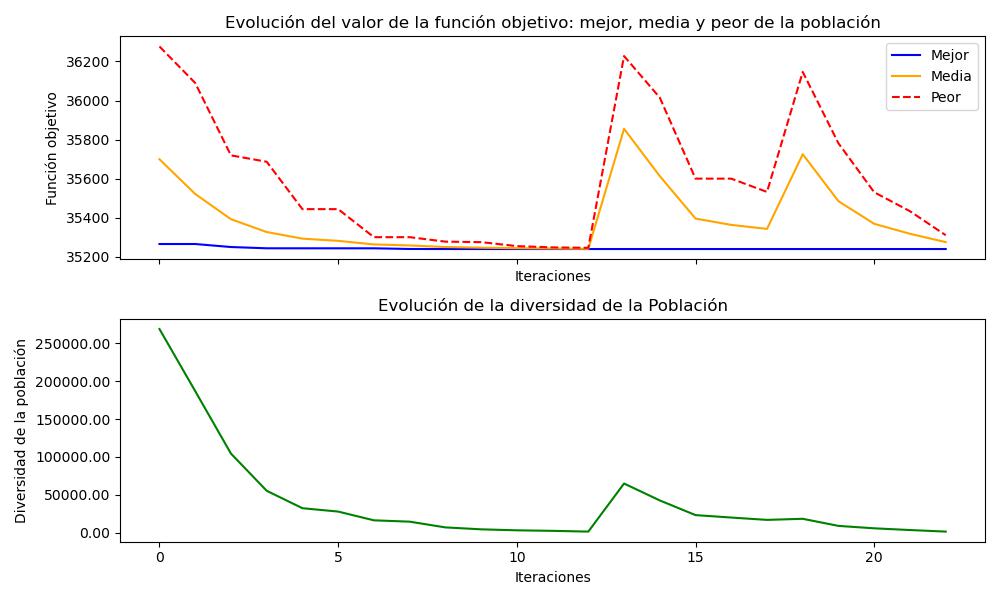 Evolución del valor de la función objetivo: mejor, media y peor de la población
Función objetivo
36200
36000
35800
35600
35400
35200
Mejor
Media
Peor
Iteraciones
Evolución de la diversidad de la Población
Diversidad de la población
250000.00
200000.00
150000.00
100000.00
50000.00
0.00
0 5 10 15 20
Iteraciones